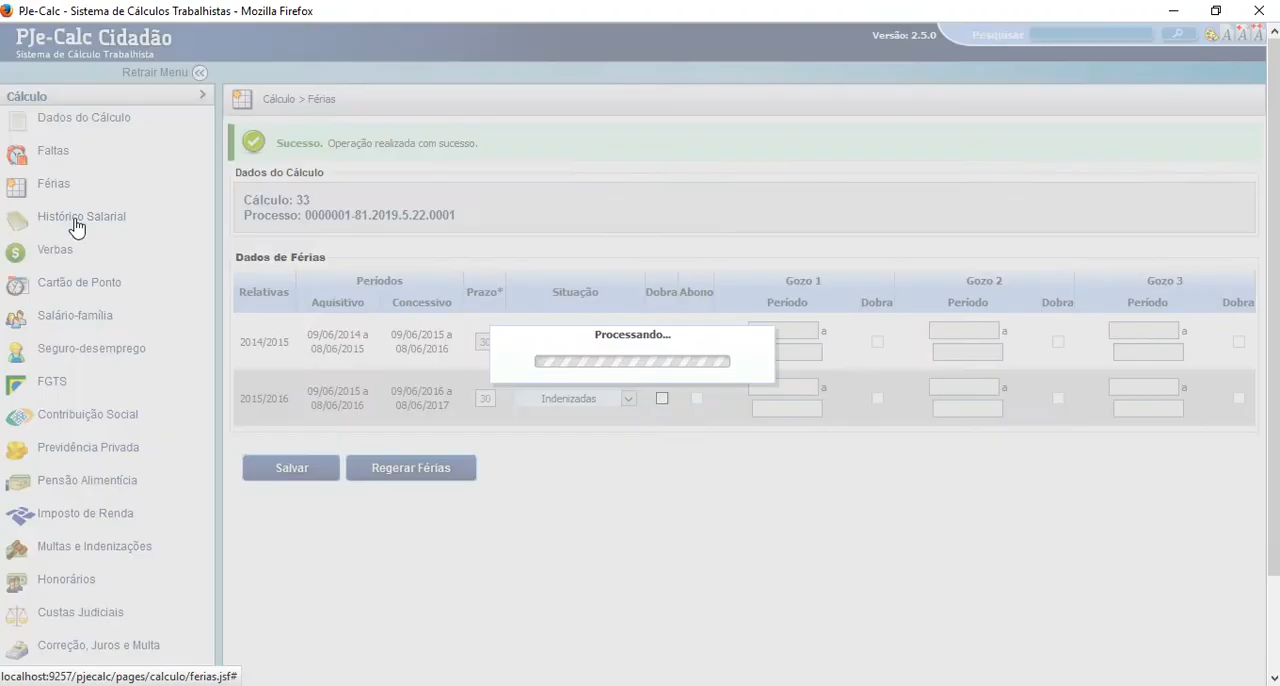 PJe-Calc - Sistema de Cálculos Trabalhistas - Mozilla Firefox
PJe-Calc Cidadão
Sistema de Cálculo Trabalhista
Versão: 2.5.0
Pesquisar
A A A
Retrair Menu
Cálculo
Dados do Cálculo
Faltas
Férias
Histórico Salarial
Verbas
Cartão de Ponto
Salário-família
Seguro-desemprego
FGTS
Contribuição Social
Previdência Privada
Pensão Alimentícia
Imposto de Renda
Multas e Indenizações
Honorários
Custas Judiciais
Correção, Juros e Multa
Cálculo > Férias
Sucesso. Operação realizada com sucesso.
Dados do Cálculo
Cálculo: 33
Processo: 0000001-81.2019.5.22.0001
Dados de Férias
Relativas Períodos Prazo* Situação Dobra Abono Gozo 1 Gozo 2 Gozo 3
Aquisitivo Concessivo Período Dobra Período Dobra Período Dobra
2014/2015 09/06/2014 a 09/06/2015 a 30 a a a
08/06/2015 08/06/2016
Processando...
2015/2016 09/06/2015 a 09/06/2016 a 30 Indenizadas a a a
08/06/2016 08/06/2017
Salvar Regerar Férias
localhost:9257/pjecalc/pages/calculo/ferias.jsf#